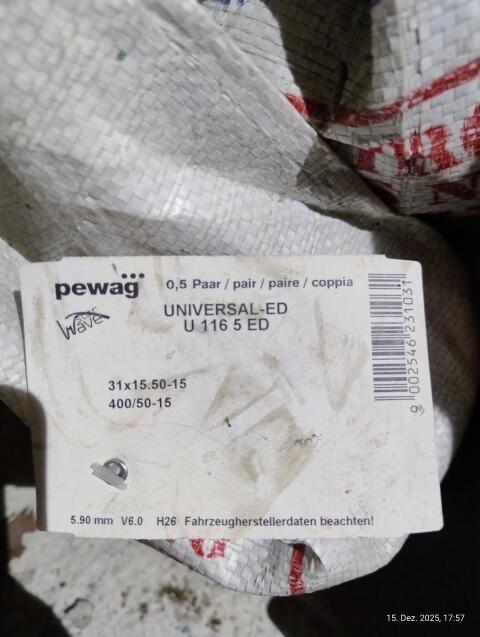 pewag
0,5 Paar / pair / paire / coppia
UNIVERSAL-ED
U 116 5 ED
wave
31x15.50-15
400/50-15
9 002546 231031
5.90 mm V6.0 H26 Fahrzeugherstellerdaten beachten!
15. Dez. 2025, 17:57